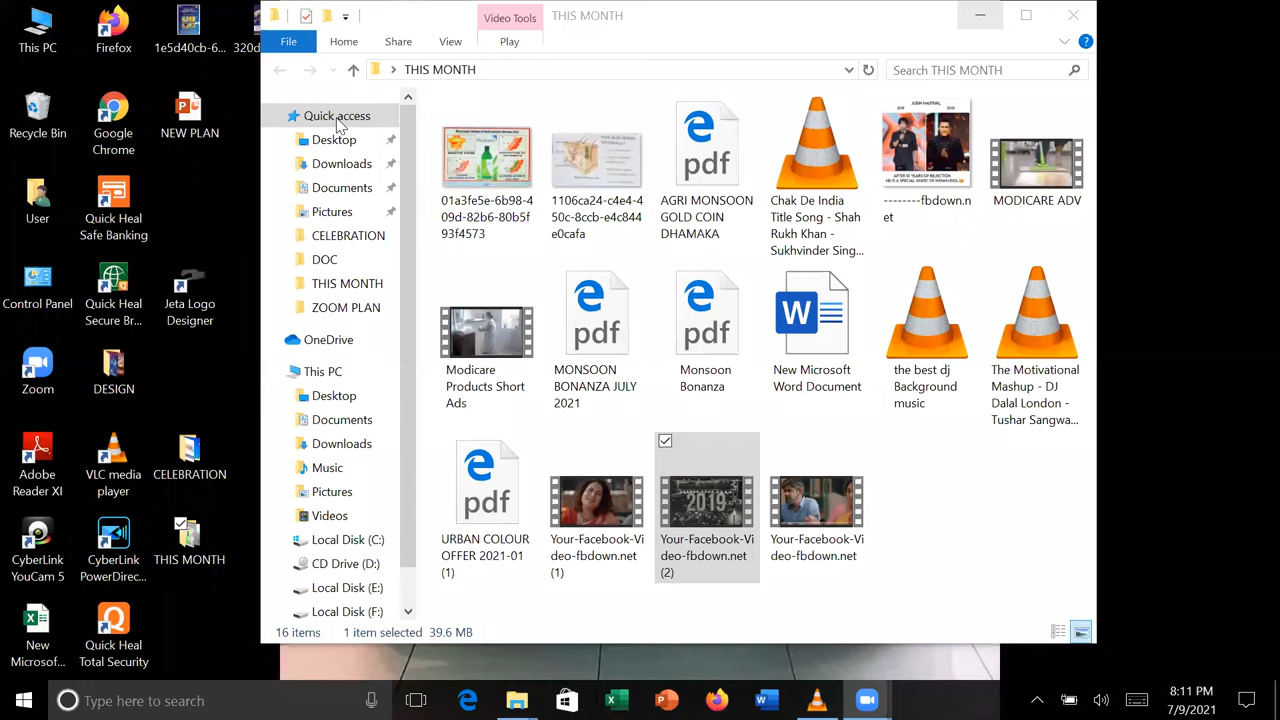 This PC
Firefox
1e5d40cb-6...
320d
Recycle Bin
Google
Chrome
NEW PLAN
User
Quick Heal
Safe Banking
Control Panel
Quick Heal
Secure Br...
Jeta Logo
Designer
Zoom
DESIGN
Adobe
Reader XI
VLC media
player
CELEBRATION
CyberLink
YouCam 5
CyberLink
PowerDirec...
THIS MONTH
New
Microsof...
Quick Heal
Total Security
Video Tools
THIS MONTH
File
Home
Share
View
Play
THIS MONTH
Search THIS MONTH
Quick access
Desktop
Downloads
Documents
Pictures
CELEBRATION
DOC
THIS MONTH
ZOOM PLAN
OneDrive
This PC
Desktop
Documents
Downloads
Music
Pictures
Videos
Local Disk (C:)
CD Drive (D:)
Local Disk (E:)
Local Disk (F:)
01a3fe5e-6b98-4
09d-82b6-80b5f
93f4573
1106ca24-c4e4-4
50c-8ccb-e4c844
e0cafa
pdf
AGRI MONSOON
GOLD COIN
DHAMAKA
Chak De India
Title Song - Shah
Rukh Khan -
Sukhvinder Sing...
AFTER 10 YEARS OF REJECTION
--------fbdown.n
et
MODICARE ADV
Modicare
Products Short
Ads
pdf
MONSOON
BONANZA JULY
2021
pdf
Monsoon
Bonanza
W
New Microsoft
Word Document
the best dj
Background
music
The Motivational
Mashup - DJ
Dalal London -
Tushar Sangwa...
pdf
URBAN COLOUR
OFFER 2021-01
(1)
Your-Facebook-Vi
deo-fbdown.net
(1)
2019
Your-Facebook-Vi
deo-fbdown.net
(2)
Your-Facebook-Vi
deo-fbdown.net
16 items
1 item selected 39.6 MB
Type here to search
8:11 PM
7/9/2021